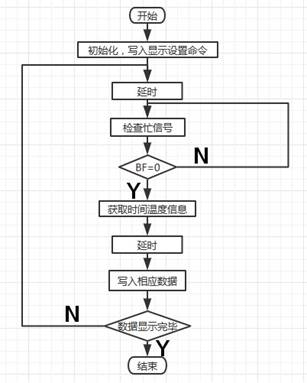 开始
初始化，写入显示设置命令
延时
检查忙信号
BF=0
N
Y
获取时间温度信息
延时
写入相应数据
N
数据显示完毕
Y
结束